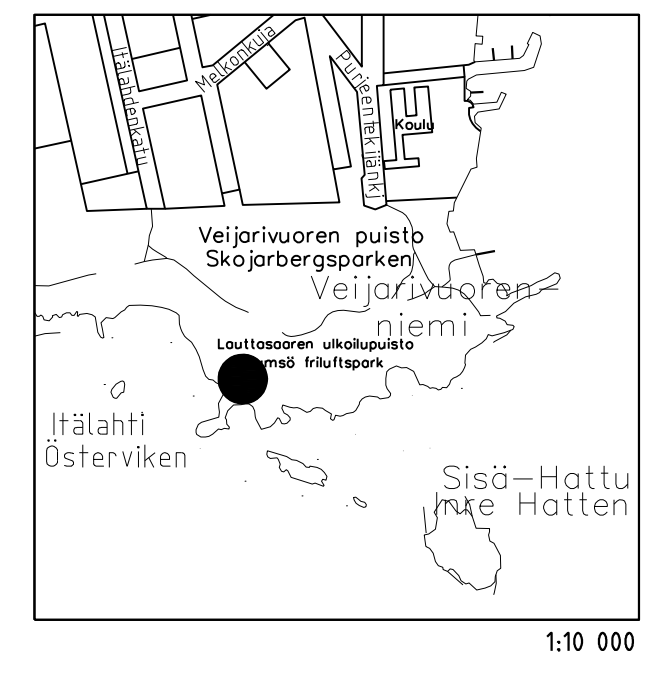 Itälahdenkatu
Melkonkuja
Purjeentekijänkj
Koulu
Veijarivuoren puisto
Skojarbergsparken
Veijarivuoren–
niemi
Lauttasaaren ulkoilupuisto
friluftspark
Itälahti
Österviken
Sisä–Hattu
Inre Hatten
1:10 000